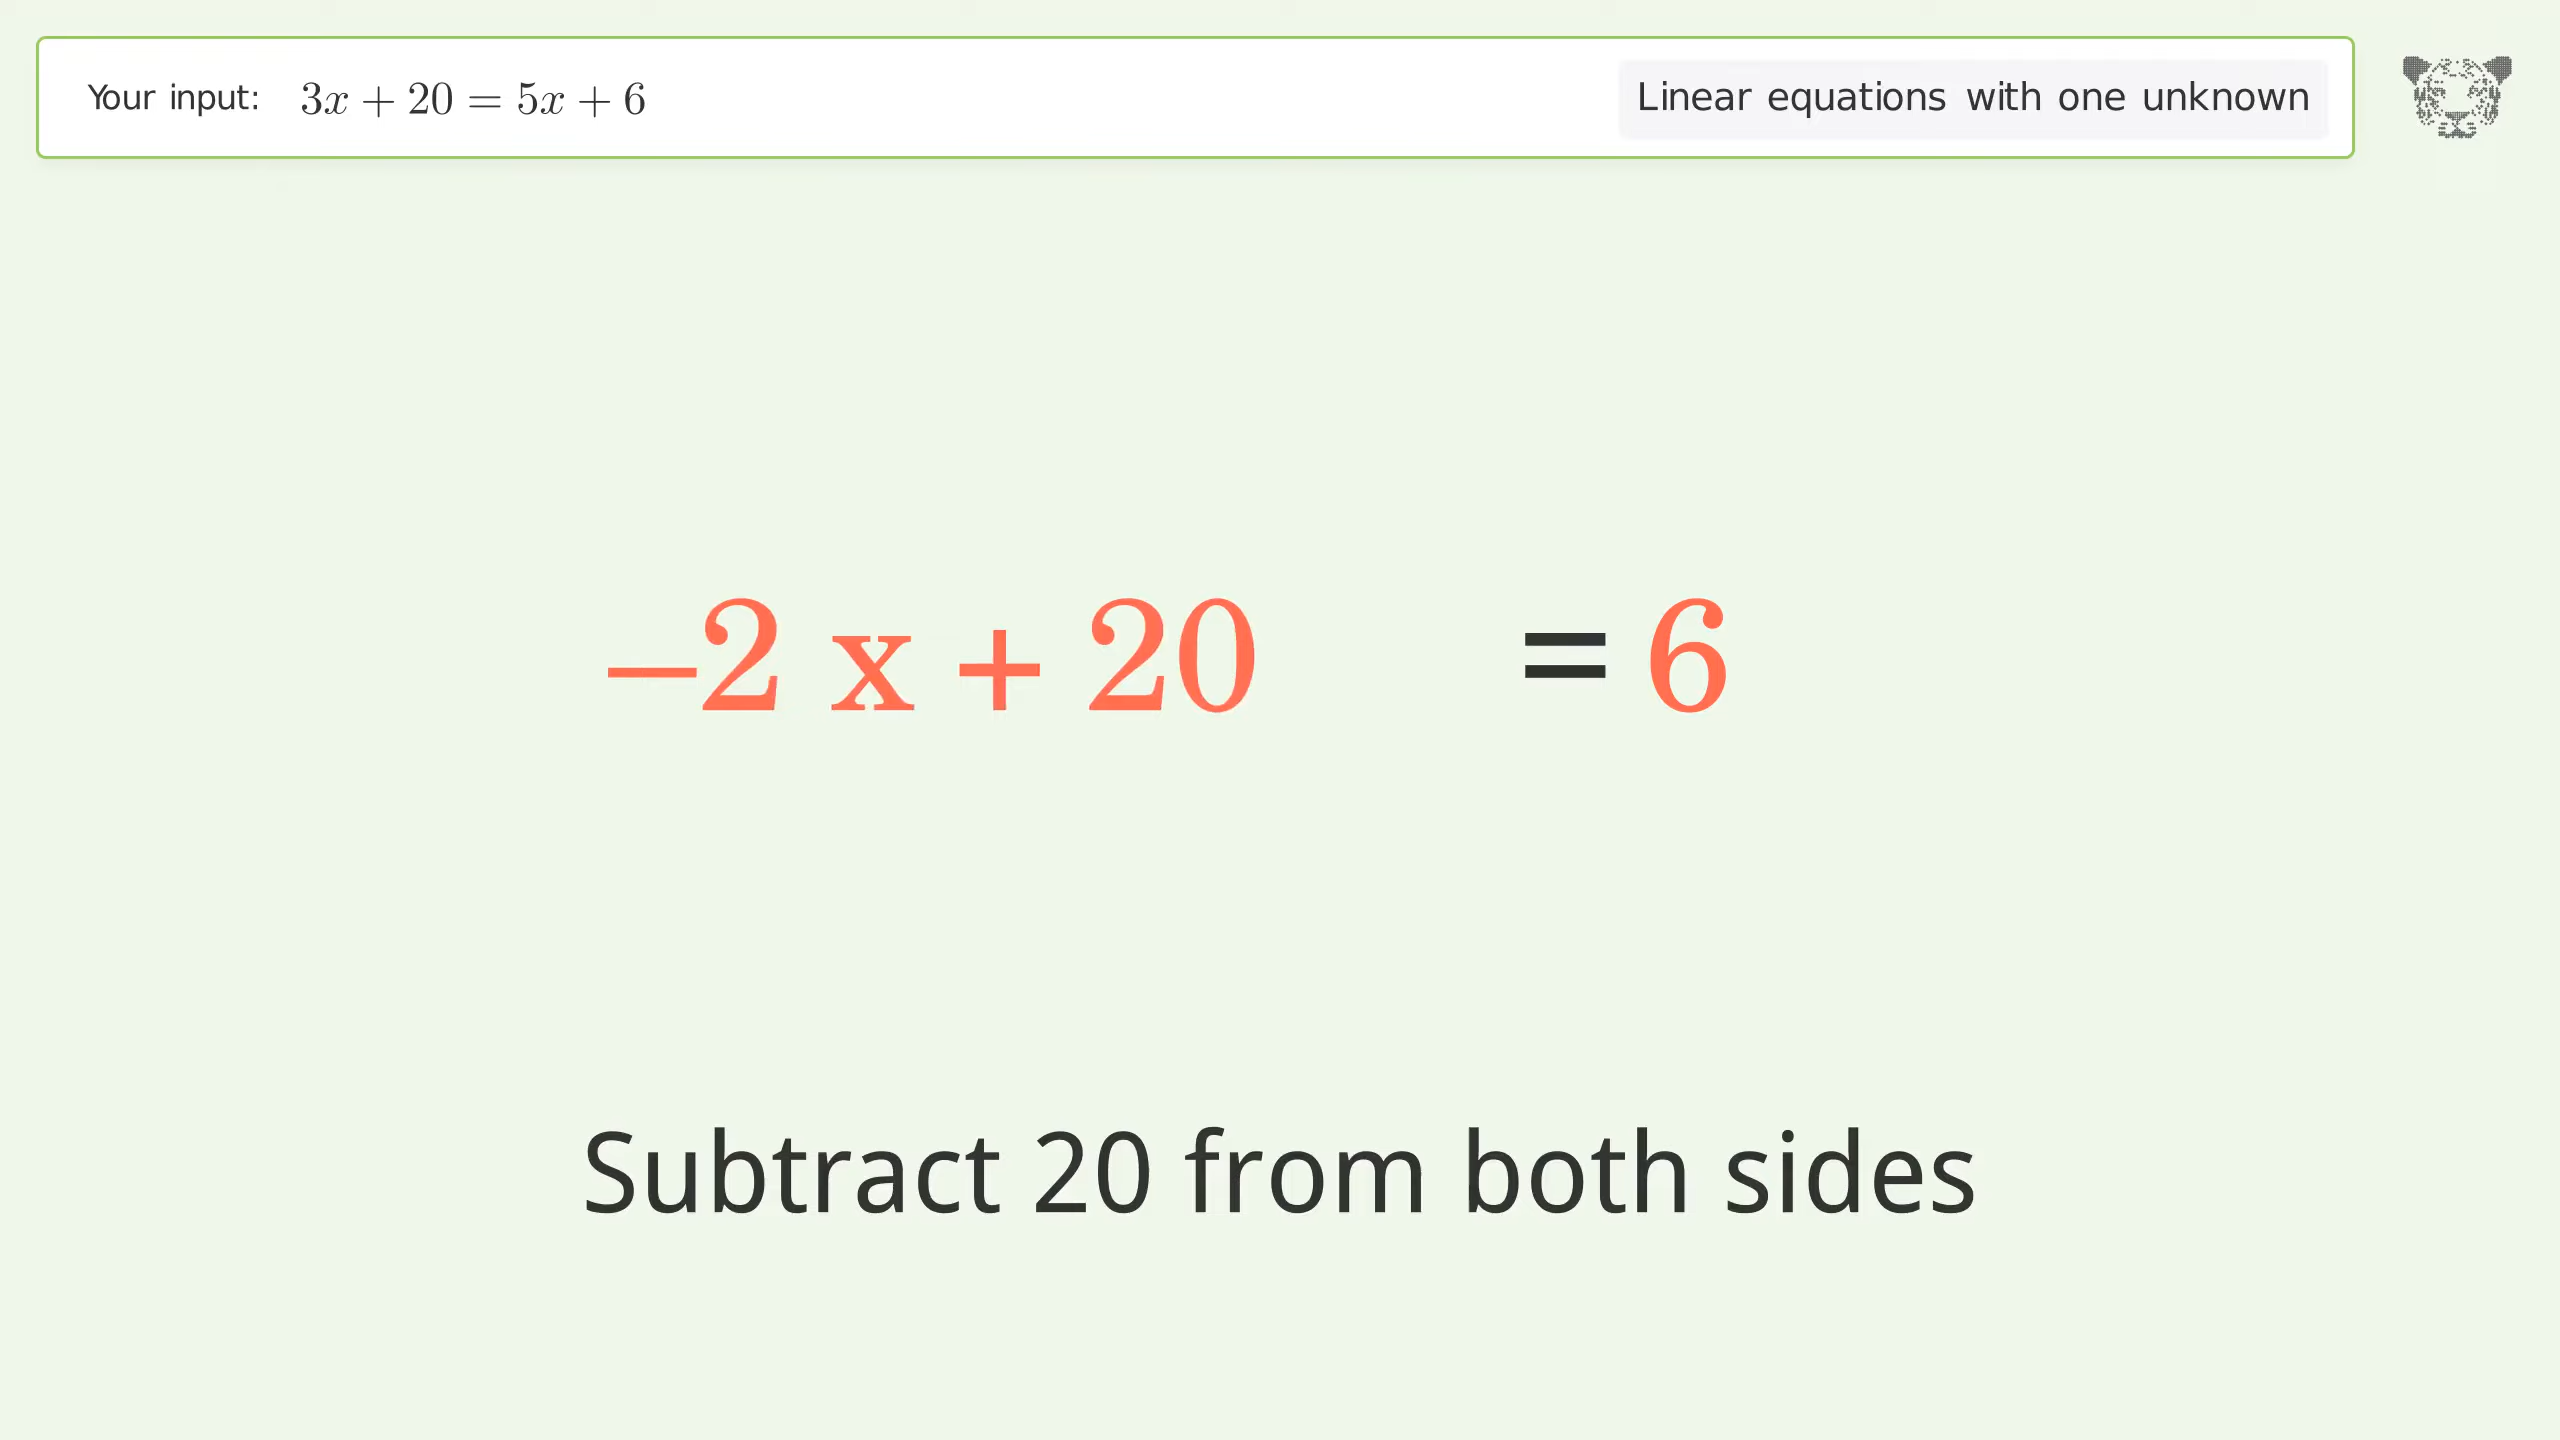 Your input: 3x + 20 = 5x + 6
Linear equations with one unknown
–2 x + 20 = 6
Subtract 20 from both sides